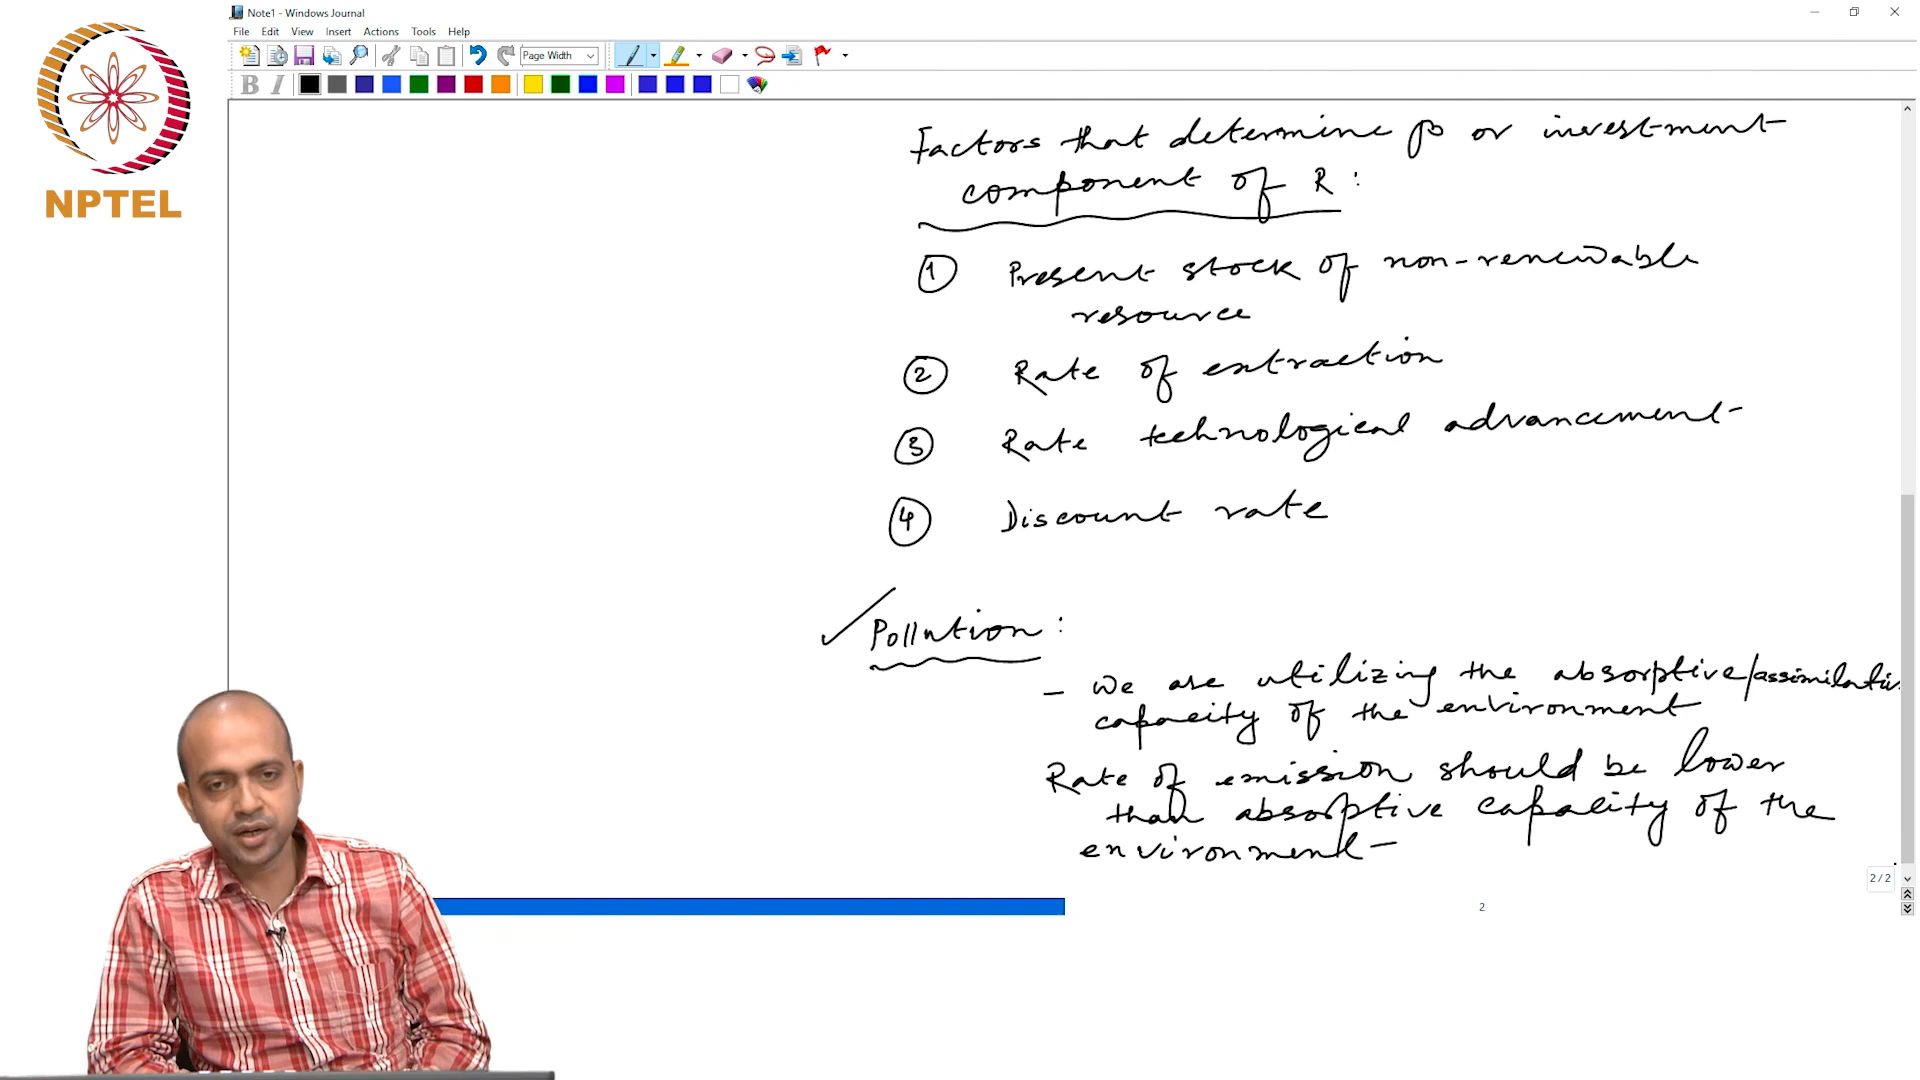 Note1 - Windows Journal
File Edit View Insert Actions Tools Help
Page Width
B I
NPTEL
Factors that determine β or investment
component of R :
① Present stock of non-renewable
resource
② Rate of extraction
③ Rate technological advancement
④ Discount rate
✓ Pollution :
- We are utilizing the absorptive/assimilativ
capacity of the environment
Rate of emission should be lower
than absorptive capacity of the
environment
2/2
2